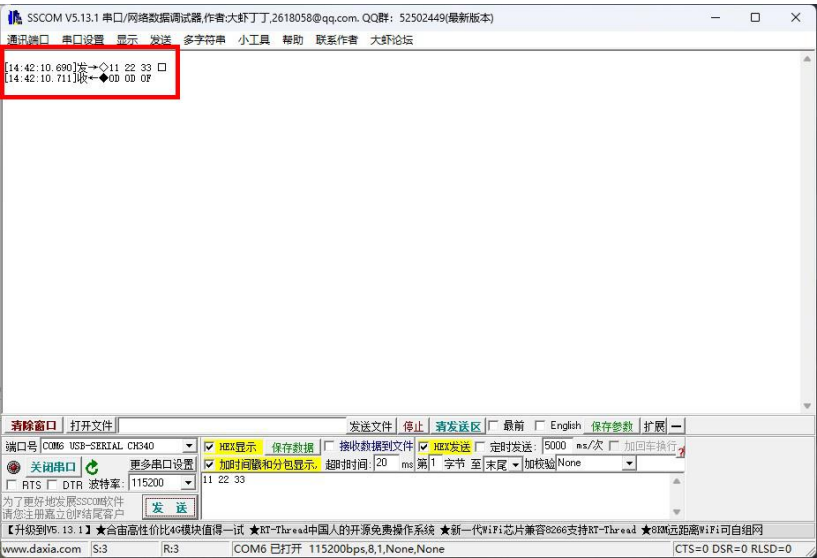 SSCOM V5.13.1 串口/网络数据调试器,作者:大虾丁丁,2618058@qq.com. QQ群：52502449(最新版本)
通讯端口 串口设置 显示 发送 多字符串 小工具 帮助 联系作者 大虾论坛
[14:42:10.690]发→◇11 22 33 □
[14:42:10.711]收←◆0D 0D 0F
清除窗口 打开文件 发送文件 停止 清发送区 最前 English 保存参数 扩展 —
端口号 COM6 USB-SERIAL CH340 HEX显示 保存数据 接收数据到文件 HEX发送 定时发送: 5000 ms/次 加回车换行
关闭串口 更多串口设置 加时间戳和分包显示, 超时时间: 20 ms 第1 字节 至 末尾 加校验 None
RTS DTR 波特率: 115200 11 22 33
为了更好地发展SSCOM软件
请您注册嘉立创F结尾客户 发 送
【升级到V5.13.1】★合宙高性价比4G模块值得一试 ★RT-Thread中国人的开源免费操作系统 ★新一代WiFi芯片兼容8266支持RT-Thread ★8KM远距离WiFi可自组网
www.daxia.com S:3 R:3 COM6 已打开 115200bps,8,1,None,None CTS=0 DSR=0 RLSD=0